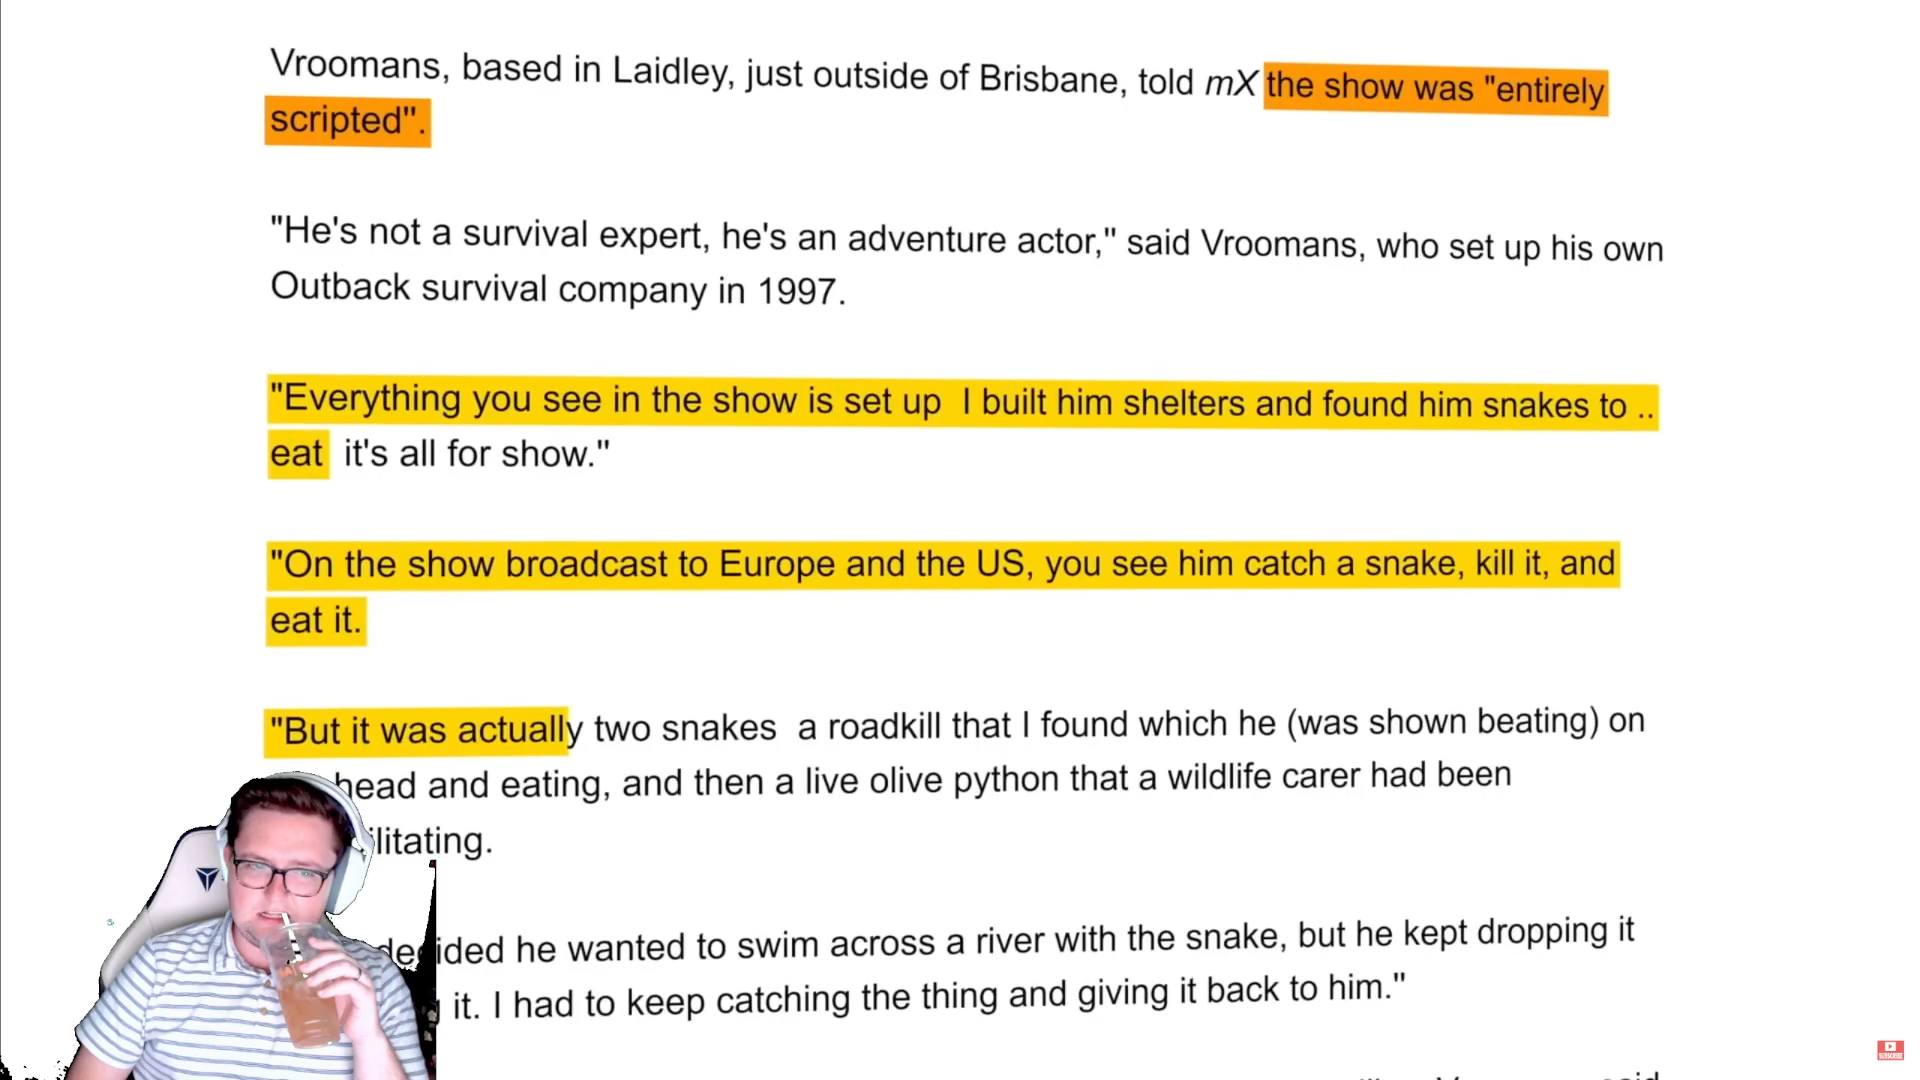 Vroomans, based in Laidley, just outside of Brisbane, told mX the show was "entirely
scripted".
"He's not a survival expert, he's an adventure actor," said Vroomans, who set up his own
Outback survival company in 1997.
"Everything you see in the show is set up I built him shelters and found him snakes to ..
eat it's all for show."
"On the show broadcast to Europe and the US, you see him catch a snake, kill it, and
eat it.
"But it was actually two snakes a roadkill that I found which he (was shown beating) on
head and eating, and then a live olive python that a wildlife carer had been
ilitating.
decided he wanted to swim across a river with the snake, but he kept dropping it
it. I had to keep catching the thing and giving it back to him."
said
SUBSCRIBE